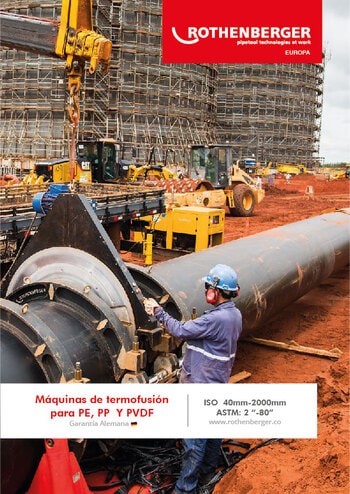 ROTHENBERGER
pipetool technologies at work
EUROPA
Máquinas de termofusión
para PE, PP Y PVDF
Garantía Alemana
ISO 40mm-2000mm
ASTM: 2 "-80"
www.rothenberger.co